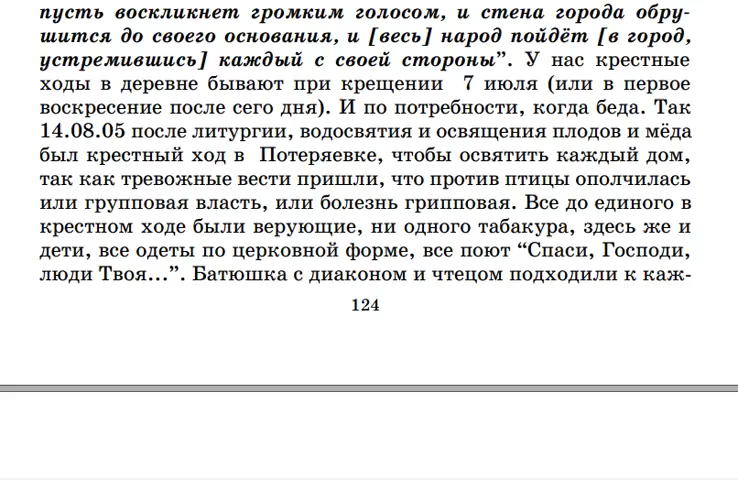 пусть воскликнет громким голосом, и стена города обру-
шится до своего основания, и [весь] народ пойдёт [в город,
устремившись] каждый с своей стороны”. У нас крестные
ходы в деревне бывают при крещении 7 июля (или в первое
воскресение после сего дня). И по потребности, когда беда. Так
14.08.05 после литургии, водосвятия и освящения плодов и мёда
был крестный ход в Потеряевке, чтобы освятить каждый дом,
так как тревожные вести пришли, что против птицы ополчилась
или групповая власть, или болезнь грипповая. Все до единого в
крестном ходе были верующие, ни одного табакура, здесь же и
дети, все одеты по церковной форме, все поют “Спаси, Господи,
люди Твоя...”. Батюшка с диаконом и чтецом подходили к каж-
124